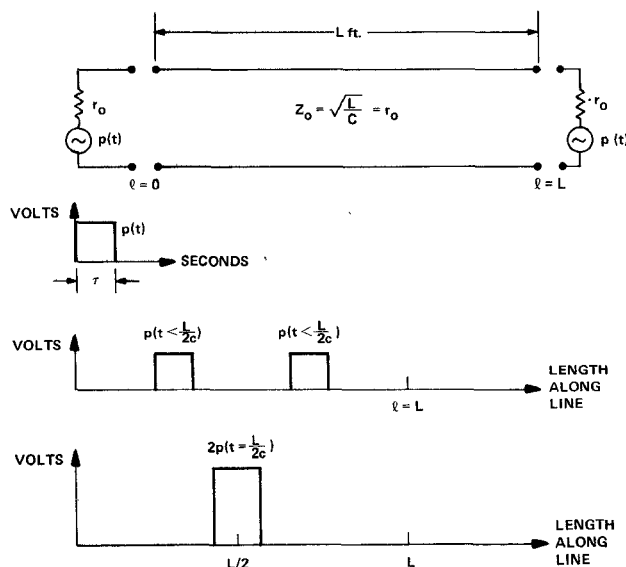 L ft.
r₀
Z₀ = √(L/C) = r₀
r₀
p(t)
p (t)
ℓ = 0
ℓ = L
VOLTS
p(t)
SECONDS
τ
p(t < L/2c)
p(t < L/2c)
VOLTS
LENGTH
ALONG
LINE
ℓ = L
2p(t = L/2c)
VOLTS
LENGTH
ALONG
LINE
L/2
L